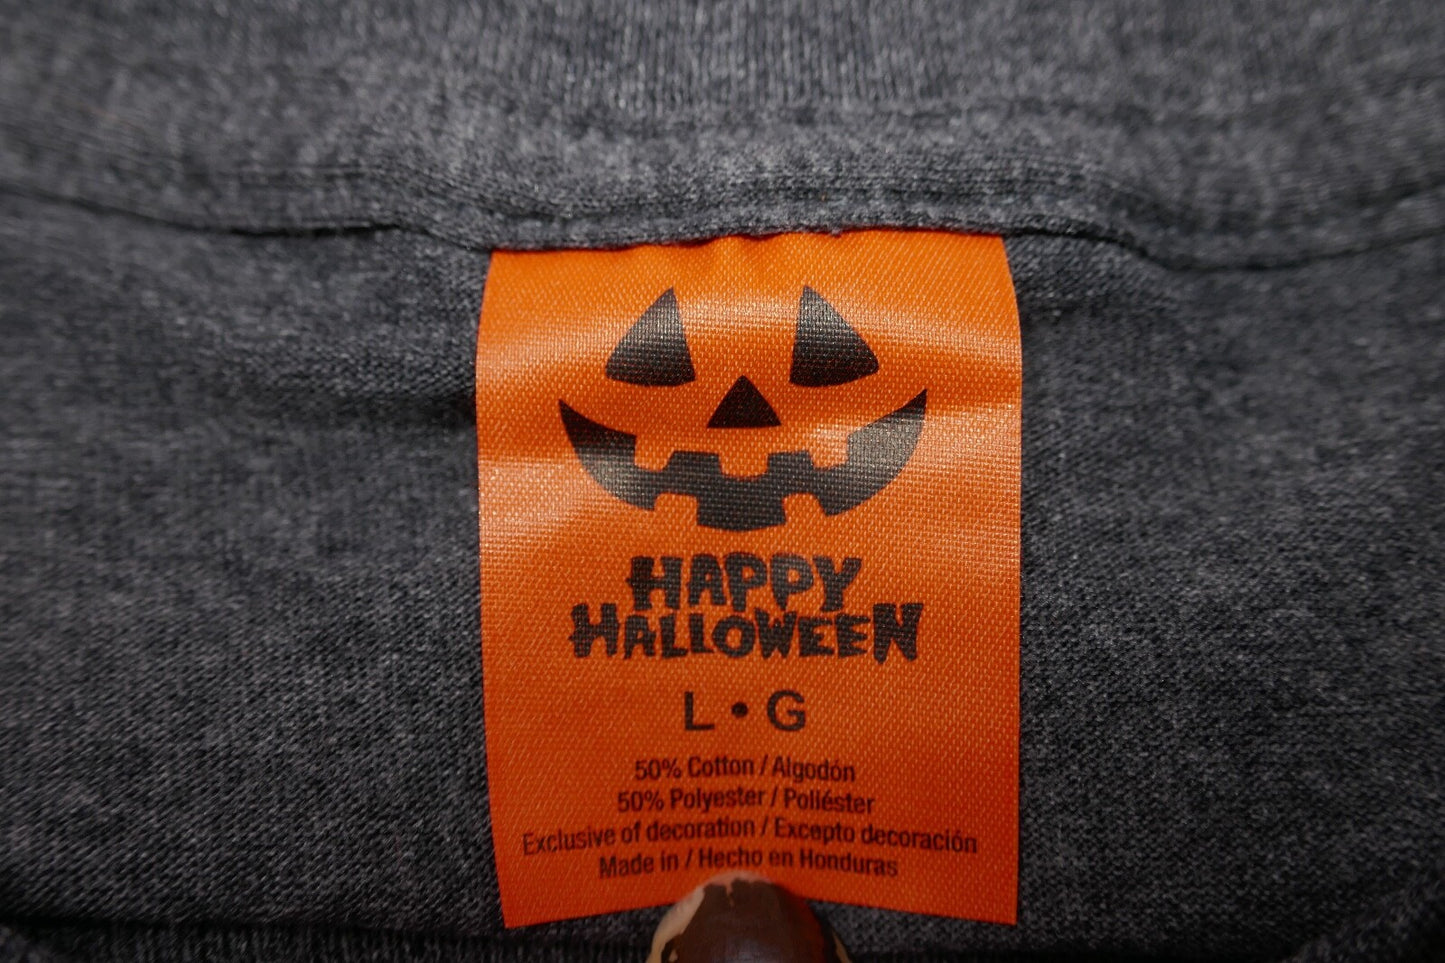 HAPPY
HALLOWEEN
L • G
50% Cotton / Algodón
50% Polyester / Poliéster
Exclusive of decoration / Excepto decoración
Made in / Hecho en Honduras